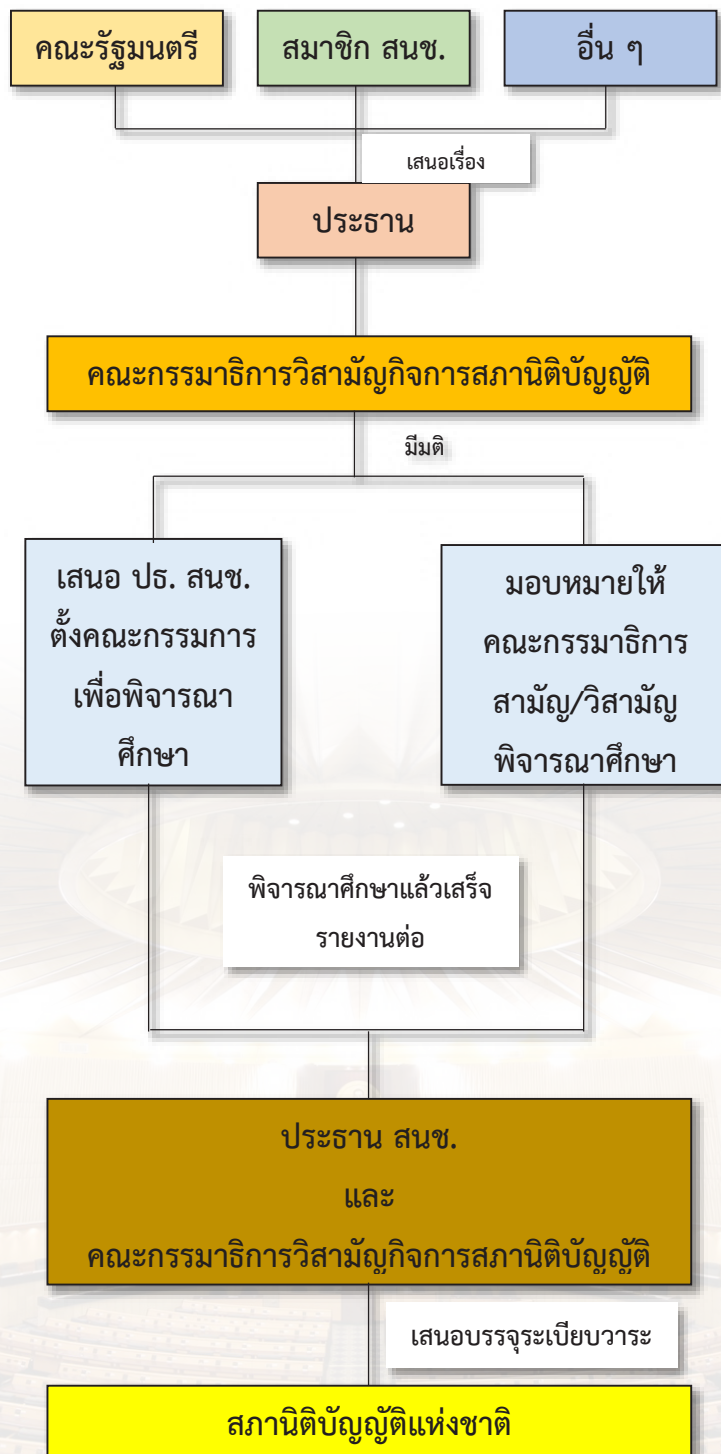 คณะรัฐมนตรี
สมาชิก สนช.
อื่น ๆ
เสนอเรื่อง
ประธาน
คณะกรรมาธิการวิสามัญกิจการสภานิติบัญญัติ
มีมติ
เสนอ ปธ. สนช.
ตั้งคณะกรรมการ
เพื่อพิจารณา
ศึกษา
มอบหมายให้
คณะกรรมาธิการ
สามัญ/วิสามัญ
พิจารณาศึกษา
พิจารณาศึกษาแล้วเสร็จ
รายงานต่อ
ประธาน สนช.
และ
คณะกรรมาธิการวิสามัญกิจการสภานิติบัญญัติ
เสนอบรรจุระเบียบวาระ
สภานิติบัญญัติแห่งชาติ